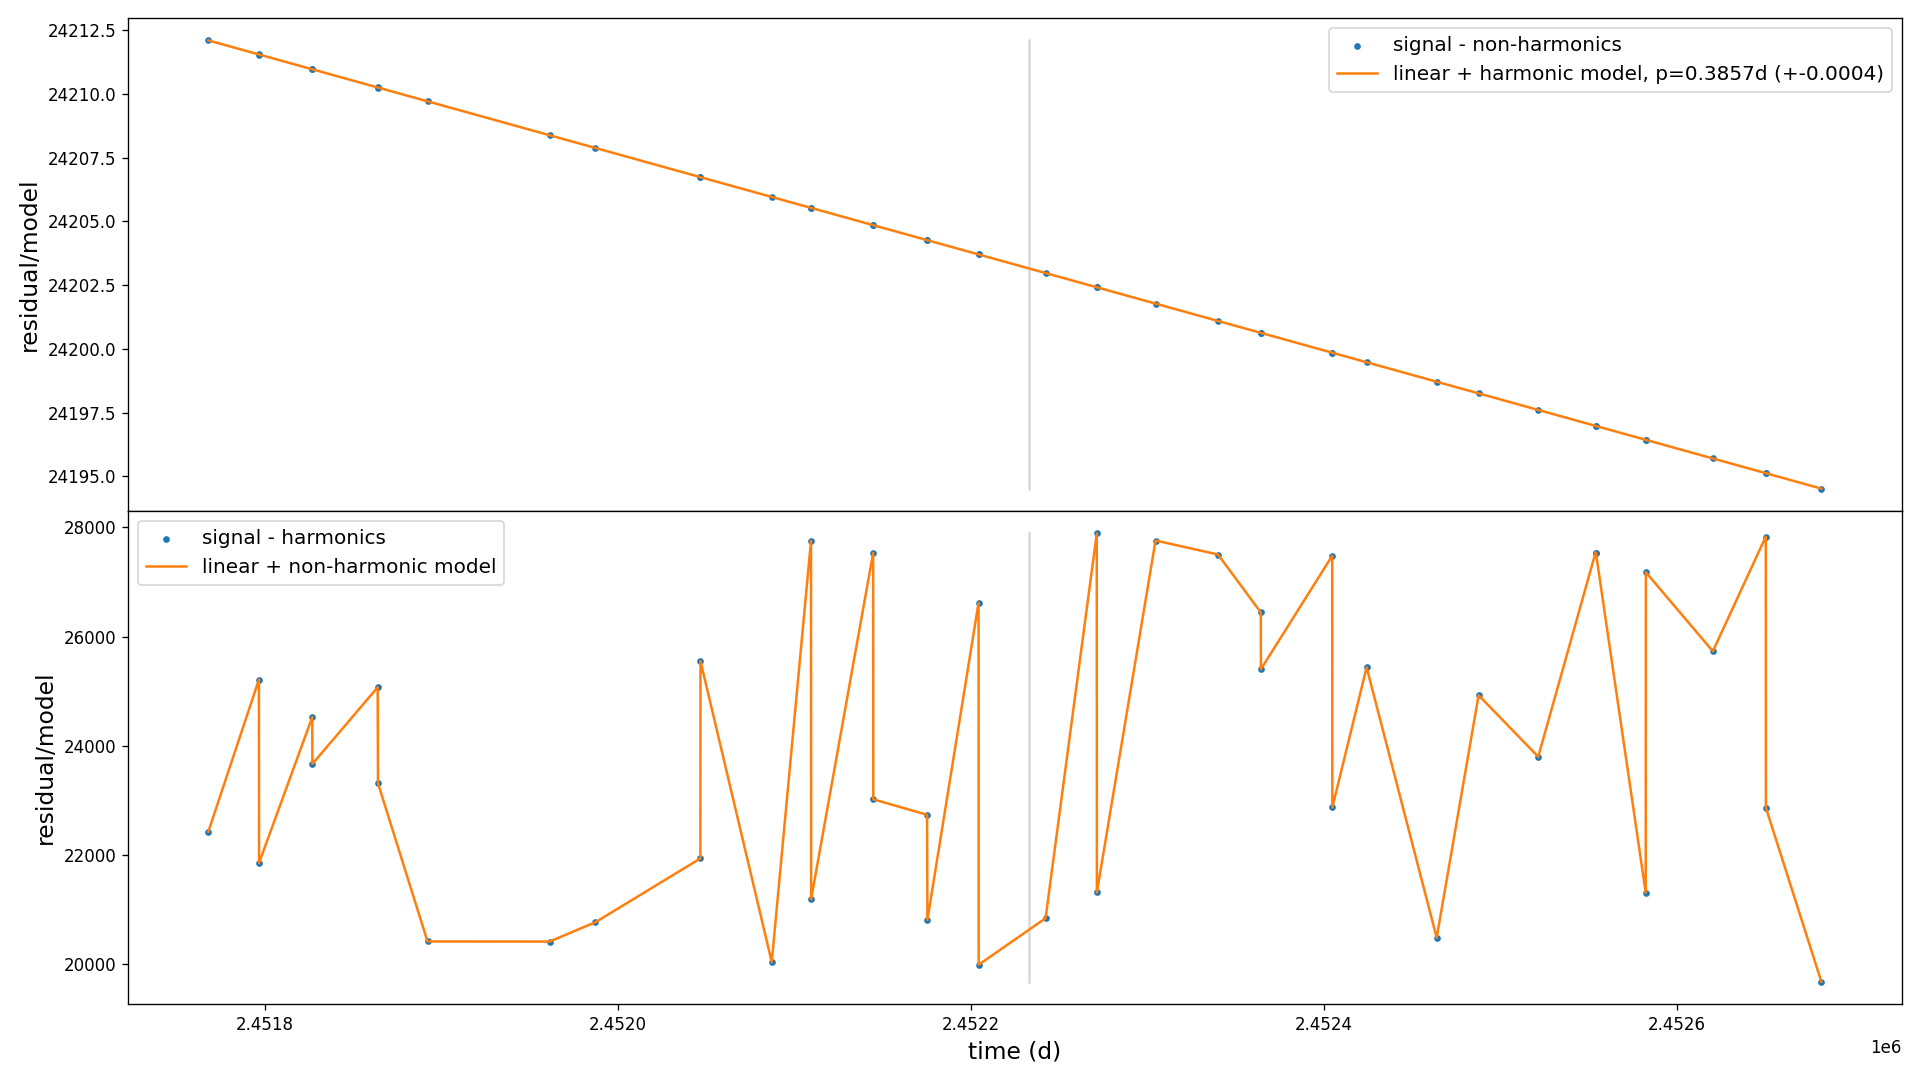 24212.5
24210.0
24207.5
24205.0
24202.5
24200.0
24197.5
24195.0
residual/model
signal - non-harmonics
linear + harmonic model, p=0.3857d (+-0.0004)
28000
26000
24000
22000
20000
residual/model
signal - harmonics
linear + non-harmonic model
2.4518
2.4520
2.4522
2.4524
2.4526
1e6
time (d)